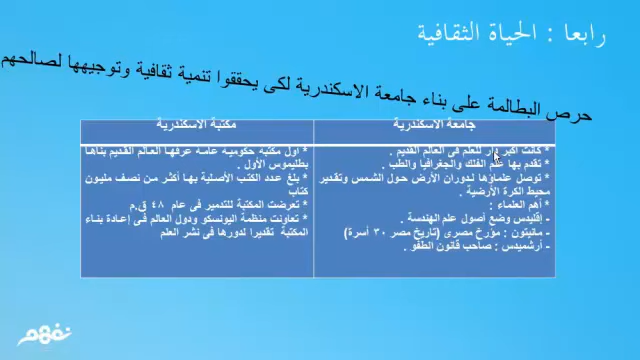 رابعا : الحياة الثقافية
حرص البطالمة على بناء جامعة الاسكندرية لكى يحققوا تنمية ثقافية وتوجيهها لصالحهم
جامعة الاسكندرية
* كانت أكبر دار للعلم فى العالم القديم .
* تقدم بها علم الفلك والجغرافيا والطب .
* توصل علماؤها لدوران الأرض حول الشمس وتقدير
محيط الكرة الأرضية .
* أهم العلماء :
- إقليدس وضع أصول علم الهندسة .
- مانيتون : مؤرخ مصرى (تاريخ مصر ٣٠ أسرة)
- أرشميدس : صاحب قانون الطفو .
مكتبة الاسكندرية
* أول مكتبة حكومية عامة عرفها العالم القديم بناها
بطليموس الأول .
* بلغ عدد الكتب الأصلية بها أكثر من نصف مليون
كتاب
* تعرضت المكتبة للتدمير فى عام ٤٨ ق.م
* تعاونت منظمة اليونسكو ودول العالم فى إعادة بناء
المكتبة تقديرا لدورها فى نشر العلم
نفهم